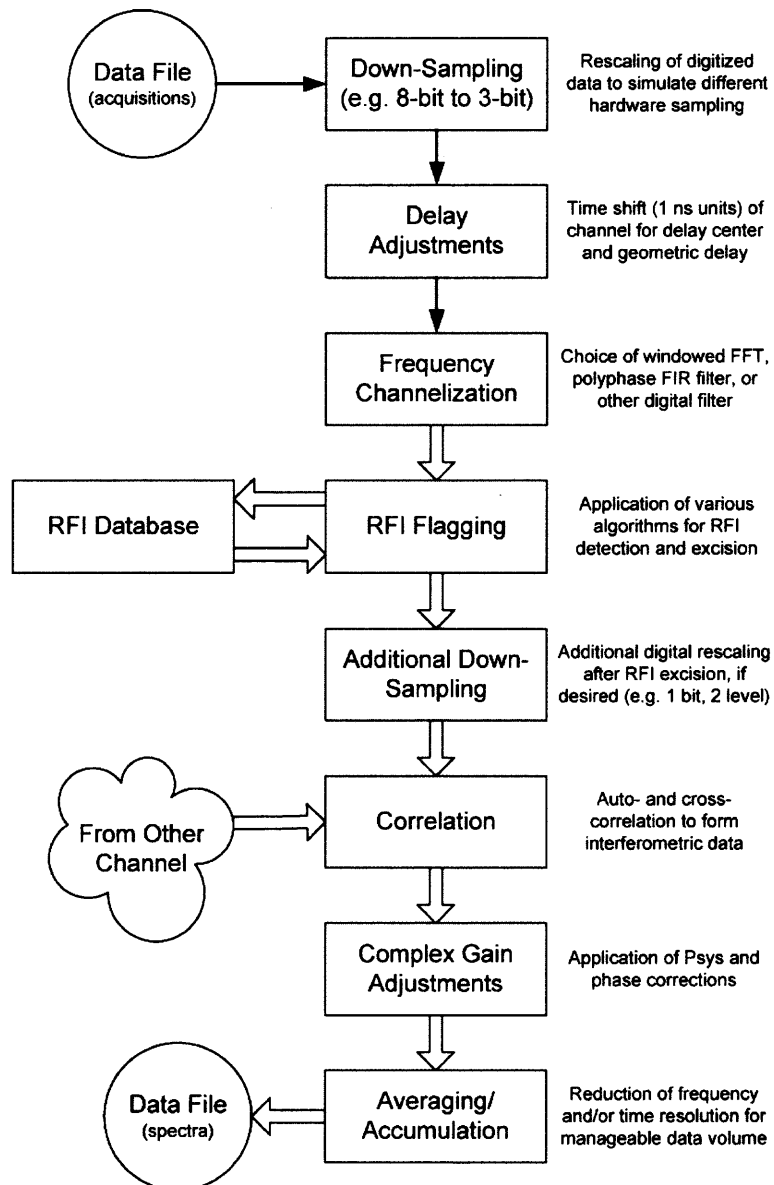 Data File
(acquisitions)
Down-Sampling
(e.g. 8-bit to 3-bit)
Rescaling of digitized
data to simulate different
hardware sampling
Delay
Adjustments
Time shift (1 ns units) of
channel for delay center
and geometric delay
Frequency
Channelization
Choice of windowed FFT,
polyphase FIR filter, or
other digital filter
RFI Database
RFI Flagging
Application of various
algorithms for RFI
detection and excision
Additional Down-
Sampling
Additional digital rescaling
after RFI excision, if
desired (e.g. 1 bit, 2 level)
From Other
Channel
Correlation
Auto- and cross-
correlation to form
interferometric data
Complex Gain
Adjustments
Application of Psys and
phase corrections
Data File
(spectra)
Averaging/
Accumulation
Reduction of frequency
and/or time resolution for
manageable data volume